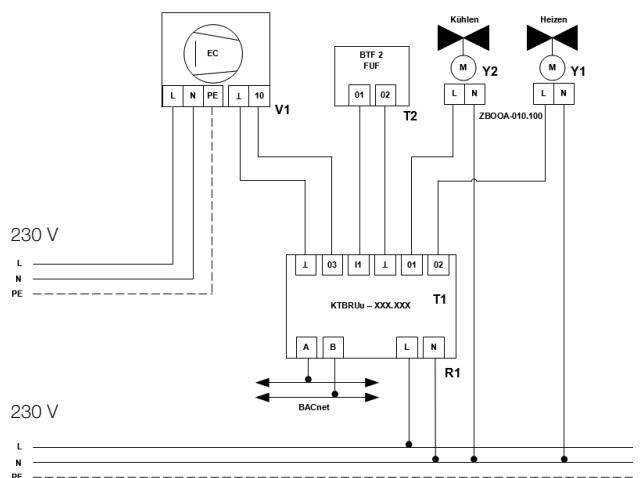 Kühlen Heizen
EC
BTF 2
FUF
M Y2 M Y1
L N PE ⊥ 10
V1
01 02
T2
L N
ZBOOA-010.100
L N
230 V
L
N
PE
⊥ 03 I1 ⊥ 01 02
KTBRUu – XXX.XXX
T1
A B L N
R1
BACnet
230 V
L
N
PE